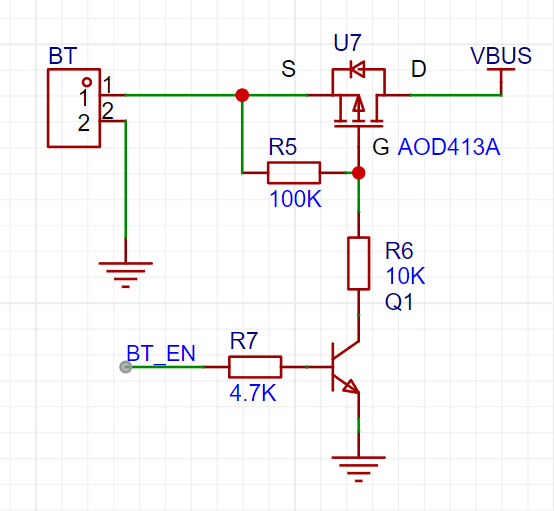 U7
BT
S
D
VBUS
1
1
2
2
R5
G
AOD413A
100K
R6
10K
Q1
BT_EN
R7
4.7K